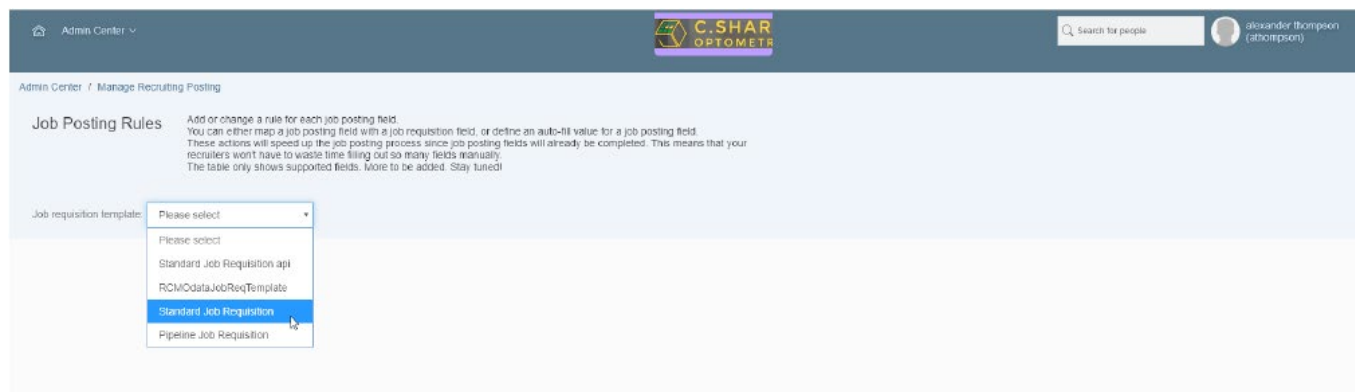 Admin Center
C.SHAR
OPTOMETR
Search for people
alexander thompson
(athompson)
Admin Center / Manage Recruiting Posting
Job Posting Rules
Add or change a rule for each job posting field.
You can either map a job posting field with a job requisition field, or define an auto-fill value for a job posting field.
These actions will speed up the job posting process since job posting fields will already be completed. This means that your
recruiters won't have to waste time filling out so many fields manually.
The table only shows supported fields. More to be added. Stay tuned!
Job requisition template: Please select
Please select
Standard Job Requisition api
RCMOdataJobReqTemplate
Standard Job Requisition
Pipeline Job Requisition